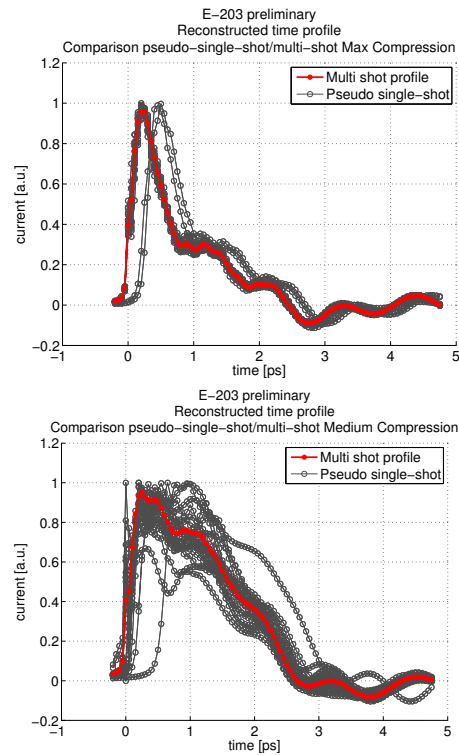 E-203 preliminary
Reconstructed time profile
Comparison pseudo-single-shot/multi-shot Max Compression
Multi shot profile
Pseudo single-shot
1.2
1
0.8
0.6
0.4
0.2
0
−0.2
current [a.u.]
−1 0 1 2 3 4 5
time [ps]
E-203 preliminary
Reconstructed time profile
Comparison pseudo-single-shot/multi-shot Medium Compression
Multi shot profile
Pseudo single-shot
1.2
1
0.8
0.6
0.4
0.2
0
−0.2
current [a.u.]
−1 0 1 2 3 4 5
time [ps]